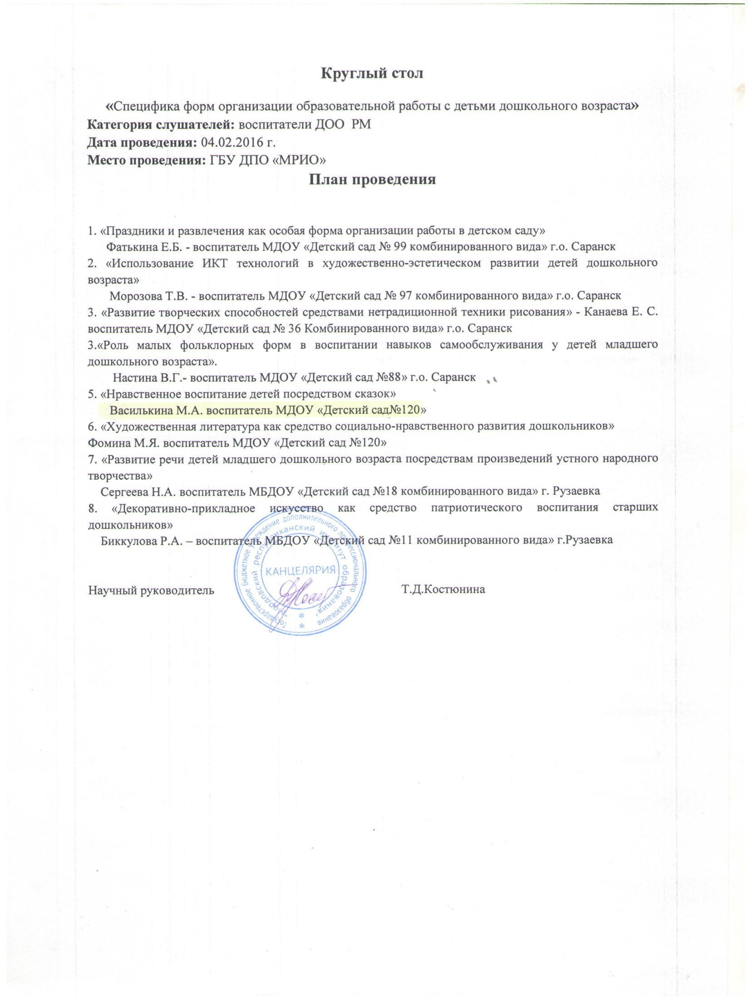 Круглый стол
«Специфика форм организации образовательной работы с детьми дошкольного возраста»
Категория слушателей: воспитатели ДОО РМ
Дата проведения: 04.02.2016 г.
Место проведения: ГБУ ДПО «МРИО»
План проведения
1. «Праздники и развлечения как особая форма организации работы в детском саду»
Фатькина Е.Б. - воспитатель МДОУ «Детский сад № 99 комбинированного вида» г.о. Саранск
2. «Использование ИКТ технологий в художественно-эстетическом развитии детей дошкольного
возраста»
Морозова Т.В. - воспитатель МДОУ «Детский сад № 97 комбинированного вида» г.о. Саранск
3. «Развитие творческих способностей средствами нетрадиционной техники рисования» - Канаева Е. С.
воспитатель МДОУ «Детский сад № 36 Комбинированного вида» г.о. Саранск
3.«Роль малых фольклорных форм в воспитании навыков самообслуживания у детей младшего
дошкольного возраста».
Настина В.Г.- воспитатель МДОУ «Детский сад №88» г.о. Саранск
5. «Нравственное воспитание детей посредством сказок»
Василькина М.А. воспитатель МДОУ «Детский сад№120»
6. «Художественная литература как средство социально-нравственного развития дошкольников»
Фомина М.Я. воспитатель МДОУ «Детский сад №120»
7. «Развитие речи детей младшего дошкольного возраста посредствам произведений устного народного
творчества»
Сергеева Н.А. воспитатель МБДОУ «Детский сад №18 комбинированного вида» г. Рузаевка
8. «Декоративно-прикладное искусство как средство патриотического воспитания старших
дошкольников»
Биккулова Р.А. – воспитатель МБДОУ «Детский сад №11 комбинированного вида» г.Рузаевка
Государственное бюджетное учреждение дополнительного профессионального образования
"Мордовский республиканский институт образования"
КАНЦЕЛЯРИЯ
Научный руководитель Т.Д.Костюнина